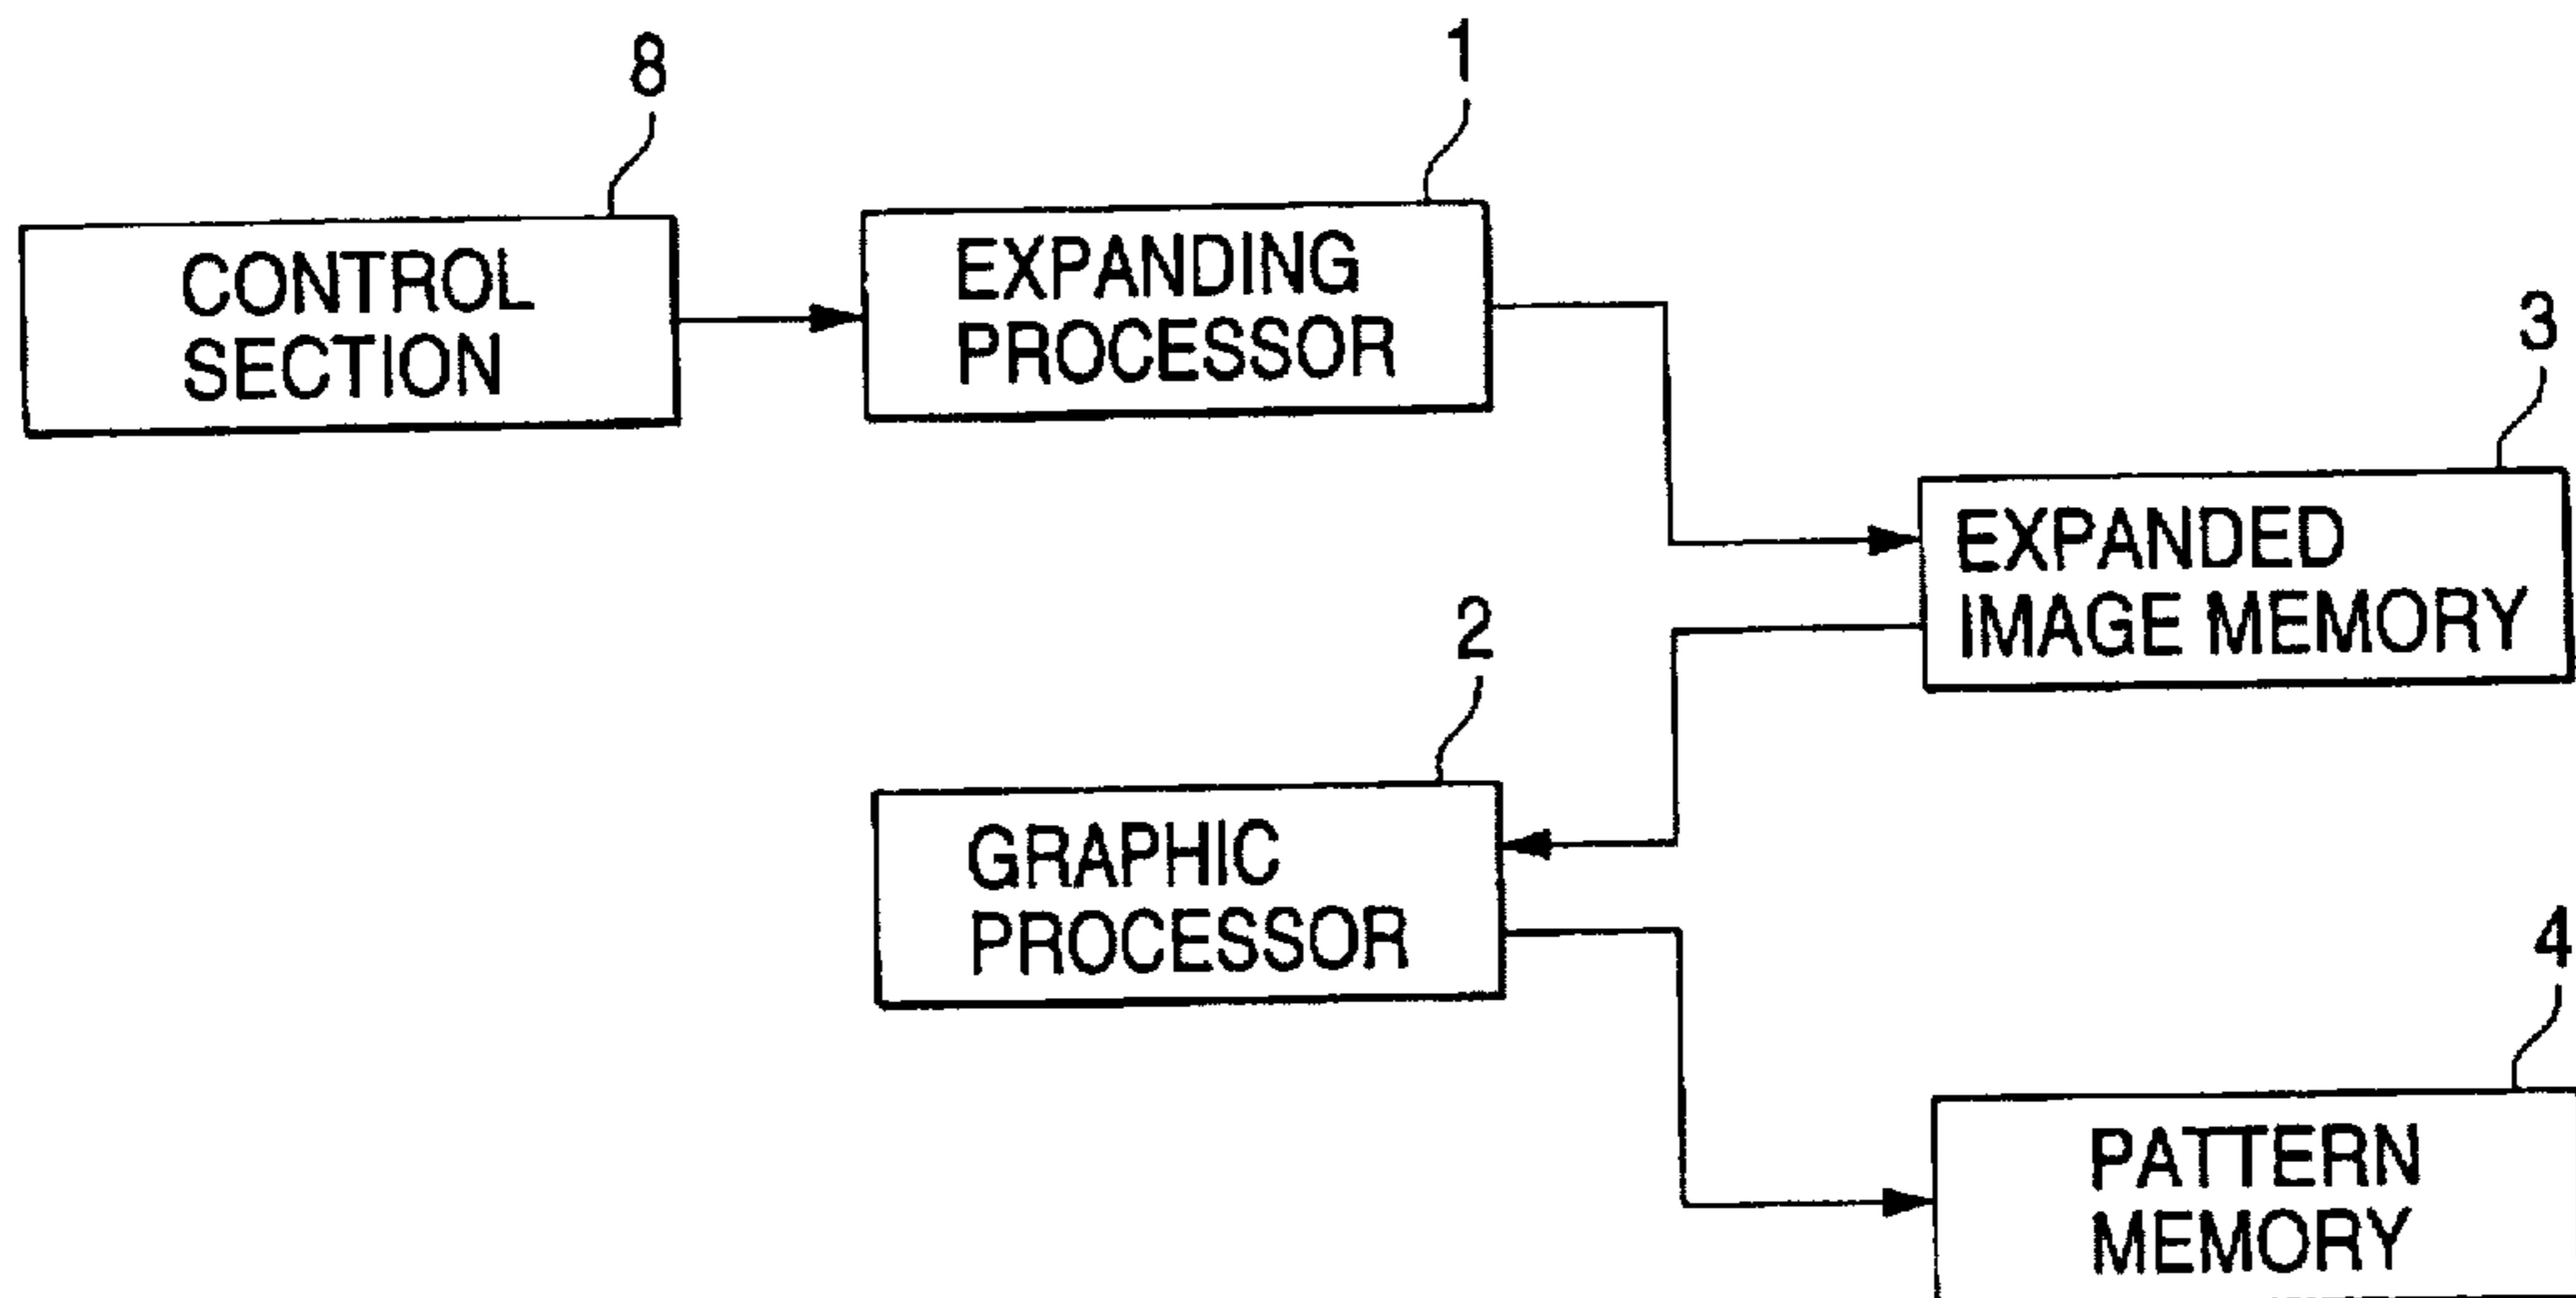 8
1
CONTROL
SECTION
EXPANDING
PROCESSOR
3
EXPANDED
IMAGE MEMORY
2
GRAPHIC
PROCESSOR
4
PATTERN
MEMORY